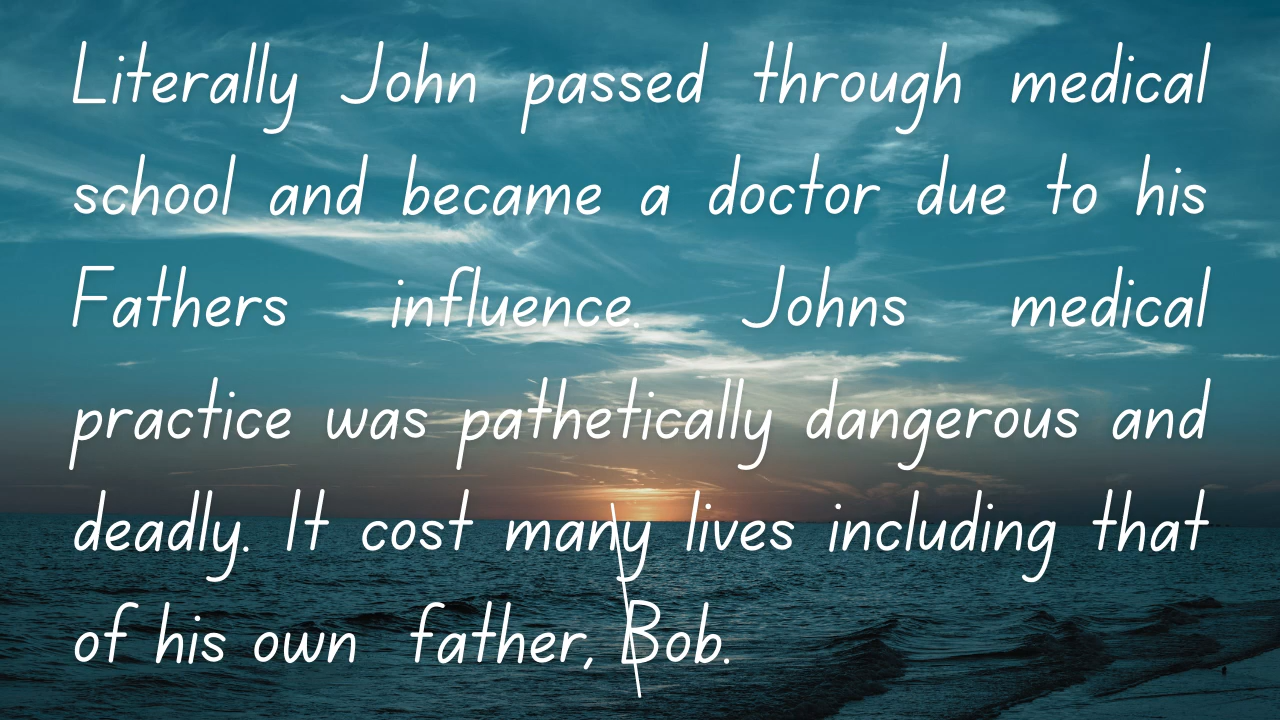 Literally John passed through medical
school and became a doctor due to his
Fathers influence. Johns medical
practice was pathetically dangerous and
deadly. It cost many lives including that
of his own father, Bob.